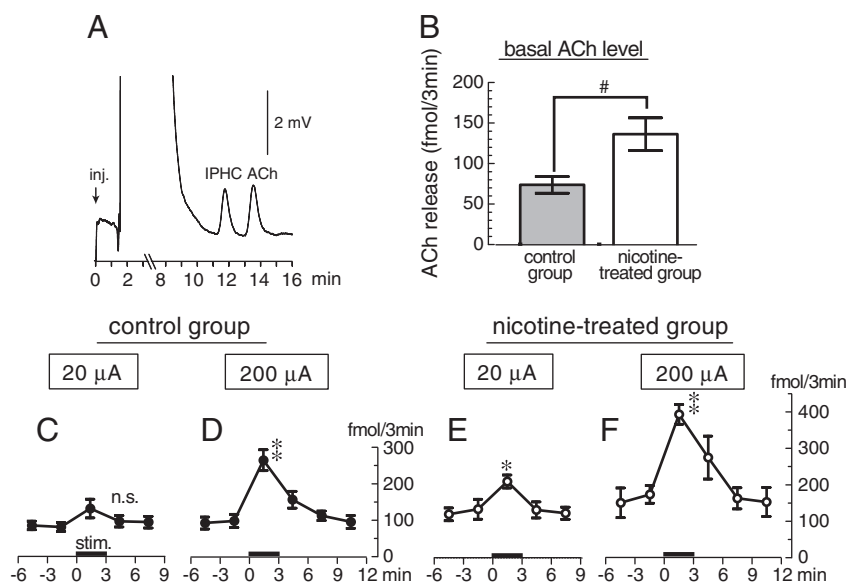 A
2 mV
inj.
IPHC ACh
0 2 8 10 12 14 16 min
B
basal ACh level
ACh release (fmol/3min)
200
150
100
50
0
#
control group
nicotine-treated group
control group
20 μA
200 μA
nicotine-treated group
20 μA
200 μA
C
n.s.
stim.
-6 -3 0 3 6 9
D
**
fmol/3min
300
200
100
0
-6 -3 0 3 6 9 12 min
E
*
-6 -3 0 3 6 9
F
**
fmol/3min
400
300
200
100
0
-6 -3 0 3 6 9 12 min